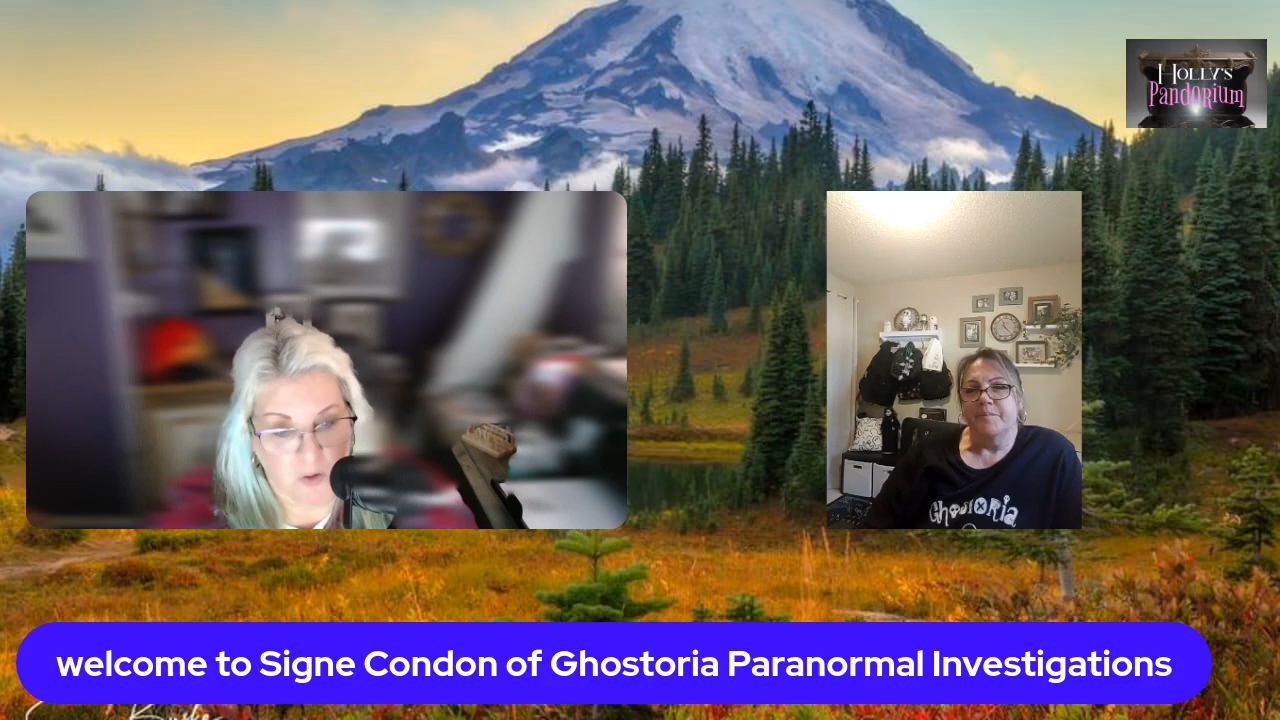 HOLLY'S
PandORium
GhosToRia
welcome to Signe Condon of Ghostoria Paranormal Investigations